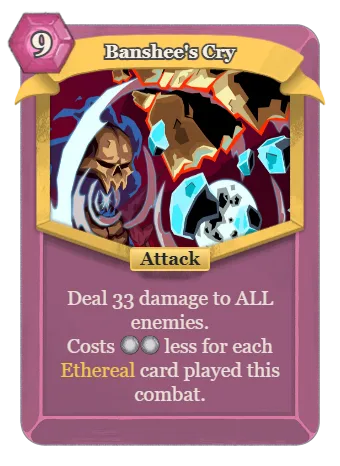 9
Banshee's Cry
Attack
Deal 33 damage to ALL
enemies.
Costs less for each
Ethereal card played this
combat.